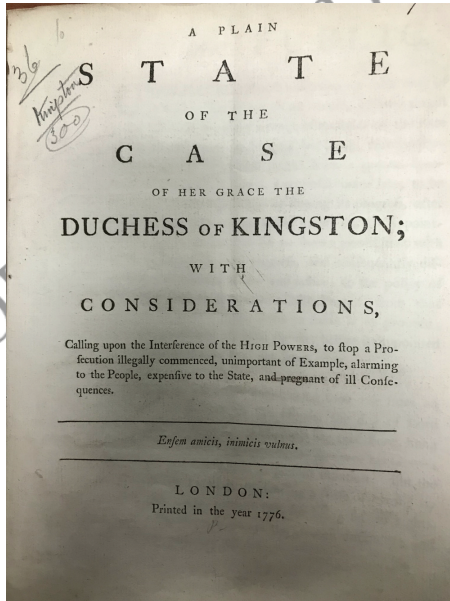 A PLAIN
STATE
OF THE
CASE
OF HER GRACE THE
DUCHESS OF KINGSTON;
WITH
CONSIDERATIONS,
Calling upon the Interference of the HIGH POWERS, to ſtop a Pro-
ſecution illegally commenced, unimportant of Example, alarming
to the People, expenſive to the State, and pregnant of ill Conſe-
quences.
Enſem amicis, inimicis vulnus.
LONDON:
Printed in the year 1776.
36
Kingston
300